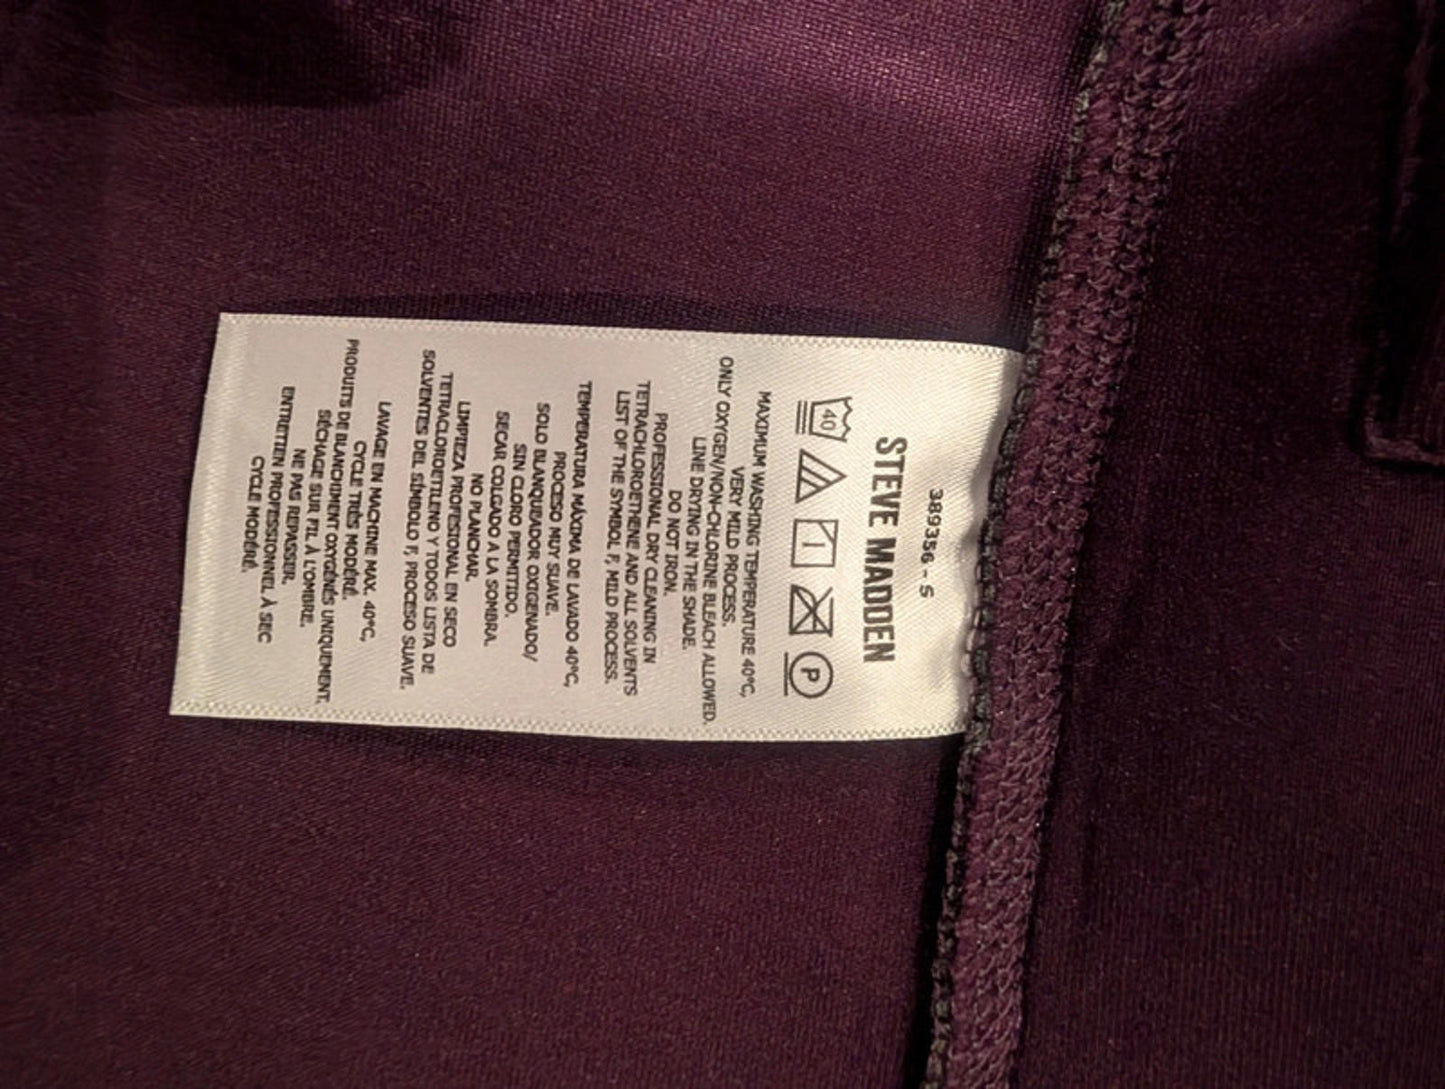 389356 - S
STEVE MADDEN
40
P
MAXIMUM WASHING TEMPERATURE 40°C,
VERY MILD PROCESS.
ONLY OXYGEN/NON-CHLORINE BLEACH ALLOWED.
LINE DRYING IN THE SHADE.
DO NOT IRON.
PROFESSIONAL DRY CLEANING IN
TETRACHLOROETHENE AND ALL SOLVENTS
LIST OF THE SYMBOL F, MILD PROCESS.
TEMPERATURA MÁXIMA DE LAVADO 40°C,
PROCESO MUY SUAVE.
SOLO BLANQUEADOR OXIGENADO/
SIN CLORO PERMITIDO.
SECAR COLGADO A LA SOMBRA.
NO PLANCHAR.
LIMPIEZA PROFESIONAL EN SECO
TETRACLOROETILENO Y TODOS LISTA DE
SOLVENTES DEL SÍMBOLO F, PROCESO SUAVE.
LAVAGE EN MACHINE MAX. 40°C,
CYCLE TRÈS MODÉRÉ.
PRODUITS DE BLANCHIMENT OXYGÉNÉS UNIQUEMENT.
SÉCHAGE SUR FIL À L'OMBRE.
NE PAS REPASSER.
ENTRETIEN PROFESSIONNEL À SEC
CYCLE MODÉRÉ.